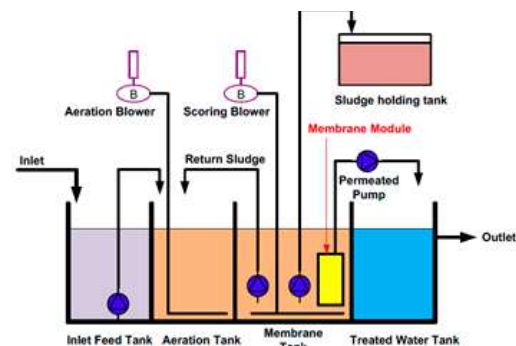 B
B
Aeration Blower
Scoring Blower
Sludge holding tank
Membrane Module
Inlet
Return Sludge
Permeated
Pump
Outlet
Inlet Feed Tank
Aeration Tank
Membrane
Tank
Treated Water Tank